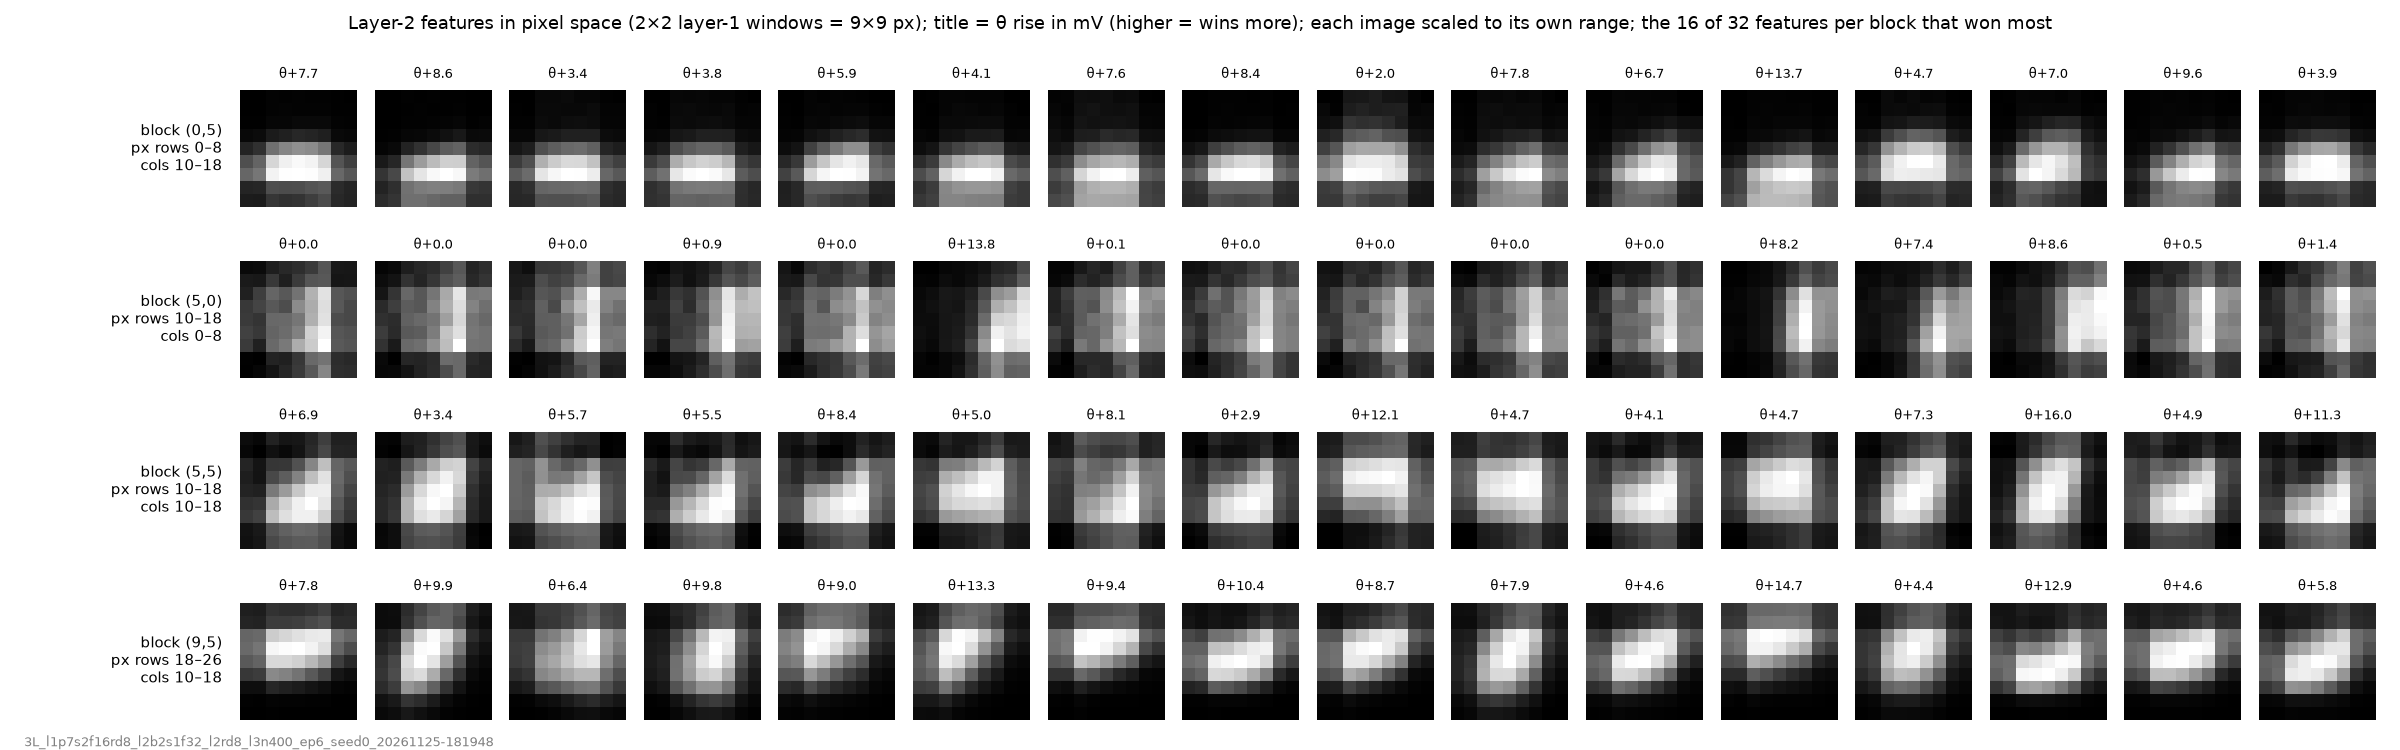 Layer-2 features in pixel space (2×2 layer-1 windows = 9×9 px); title = θ rise in mV (higher = wins more); each image scaled to its own range; the 16 of 32 features per block that won most
θ+7.7 θ+8.6 θ+3.4 θ+3.8 θ+5.9 θ+4.1 θ+7.6 θ+8.4 θ+2.0 θ+7.8 θ+6.7 θ+13.7 θ+4.7 θ+7.0 θ+9.6 θ+3.9
block (0,5)
px rows 0–8
cols 10–18
θ+0.0 θ+0.0 θ+0.0 θ+0.9 θ+0.0 θ+13.8 θ+0.1 θ+0.0 θ+0.0 θ+0.0 θ+0.0 θ+8.2 θ+7.4 θ+8.6 θ+0.5 θ+1.4
block (5,0)
px rows 10–18
cols 0–8
θ+6.9 θ+3.4 θ+5.7 θ+5.5 θ+8.4 θ+5.0 θ+8.1 θ+2.9 θ+12.1 θ+4.7 θ+4.1 θ+4.7 θ+7.3 θ+16.0 θ+4.9 θ+11.3
block (5,5)
px rows 10–18
cols 10–18
θ+7.8 θ+9.9 θ+6.4 θ+9.8 θ+9.0 θ+13.3 θ+9.4 θ+10.4 θ+8.7 θ+7.9 θ+4.6 θ+14.7 θ+4.4 θ+12.9 θ+4.6 θ+5.8
block (9,5)
px rows 18–26
cols 10–18
3L_l1p7s2f16rd8_l2b2s1f32_l2rd8_l3n400_ep6_seed0_20261125-181948